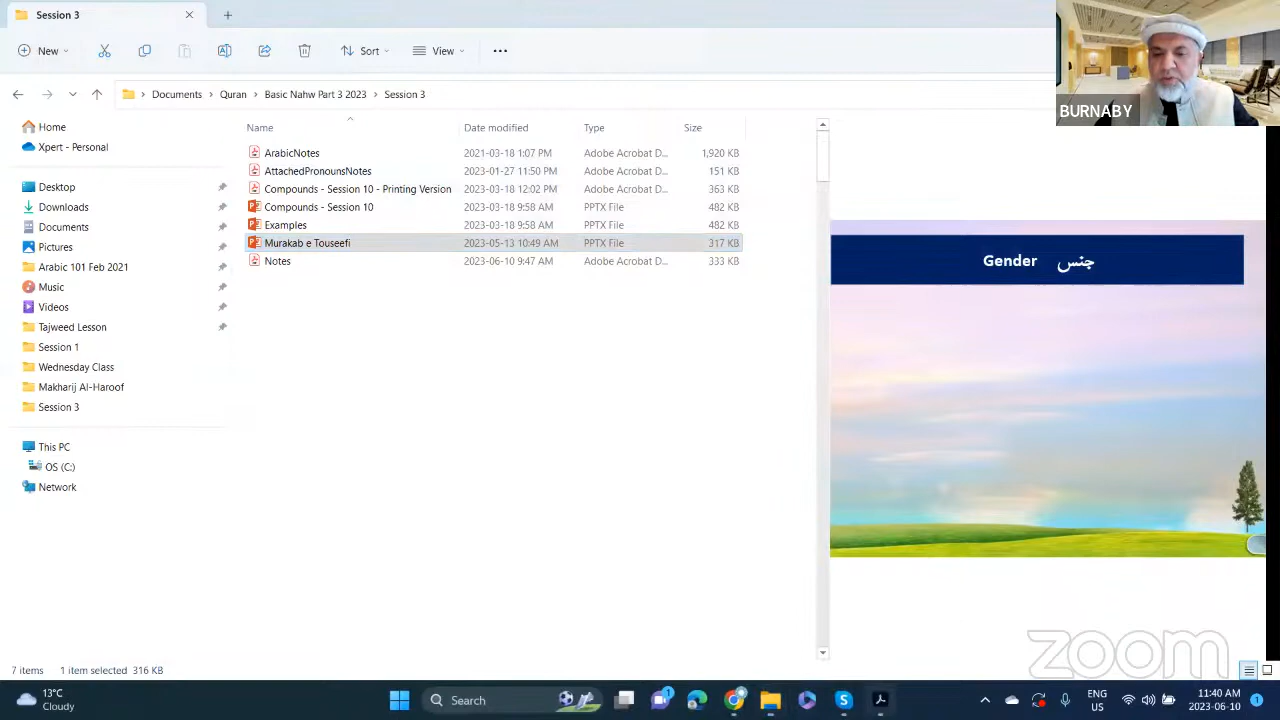 Session 3
New
Sort
View
Documents
Quran
Basic Nahw Part 3 2023
Session 3
BURNABY
Home
Xpert - Personal
Desktop
Downloads
Documents
Pictures
Arabic 101 Feb 2021
Music
Videos
Tajweed Lesson
Session 1
Wednesday Class
Makharij Al-Haroof
Session 3
This PC
OS (C:)
Network
Name Date modified Type Size
ArabicNotes 2021-03-18 1:07 PM Adobe Acrobat D... 1,920 KB
AttachedPronounsNotes 2023-01-27 11:50 PM Adobe Acrobat D... 151 KB
Compounds - Session 10 - Printing Version 2023-03-18 12:02 PM Adobe Acrobat D... 363 KB
Compounds - Session 10 2023-03-18 9:58 AM PPTX File 482 KB
Examples 2023-03-18 9:58 AM PPTX File 482 KB
Murakab e Touseefi 2023-05-13 10:49 AM PPTX File 317 KB
Notes 2023-06-10 9:47 AM Adobe Acrobat D... 333 KB
Gender جنس
zoom
7 items 1 item selected 316 KB
13°C
Cloudy
Search
1
ENG
US
11:40 AM
2023-06-10
1